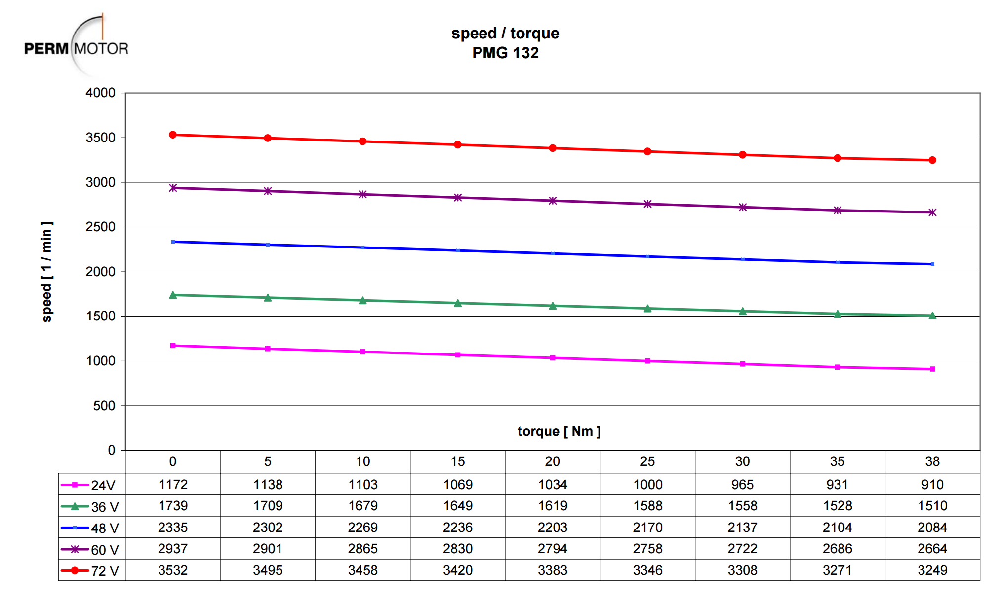 PERM MOTOR
speed / torque
PMG 132
4000
3500
3000
2500
2000
1500
1000
500
0
speed [ 1 / min ]
torque [ Nm ]
0 5 10 15 20 25 30 35 38
24V 1172 1138 1103 1069 1034 1000 965 931 910
36 V 1739 1709 1679 1649 1619 1588 1558 1528 1510
48 V 2335 2302 2269 2236 2203 2170 2137 2104 2084
60 V 2937 2901 2865 2830 2794 2758 2722 2686 2664
72 V 3532 3495 3458 3420 3383 3346 3308 3271 3249